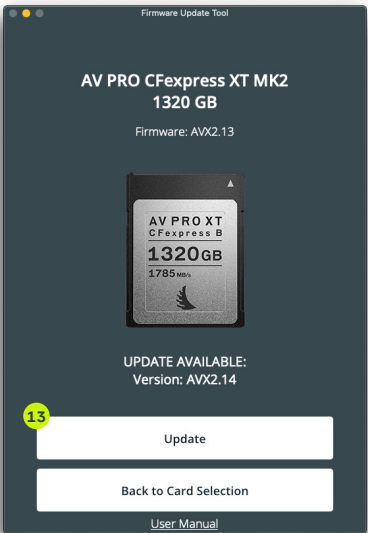 Firmware Update Tool
AV PRO CFexpress XT MK2
1320 GB
Firmware: AVX2.13
AV PRO XT
CFexpress B
1320GB
1785 MB/s
UPDATE AVAILABLE:
Version: AVX2.14
13
Update
Back to Card Selection
User Manual